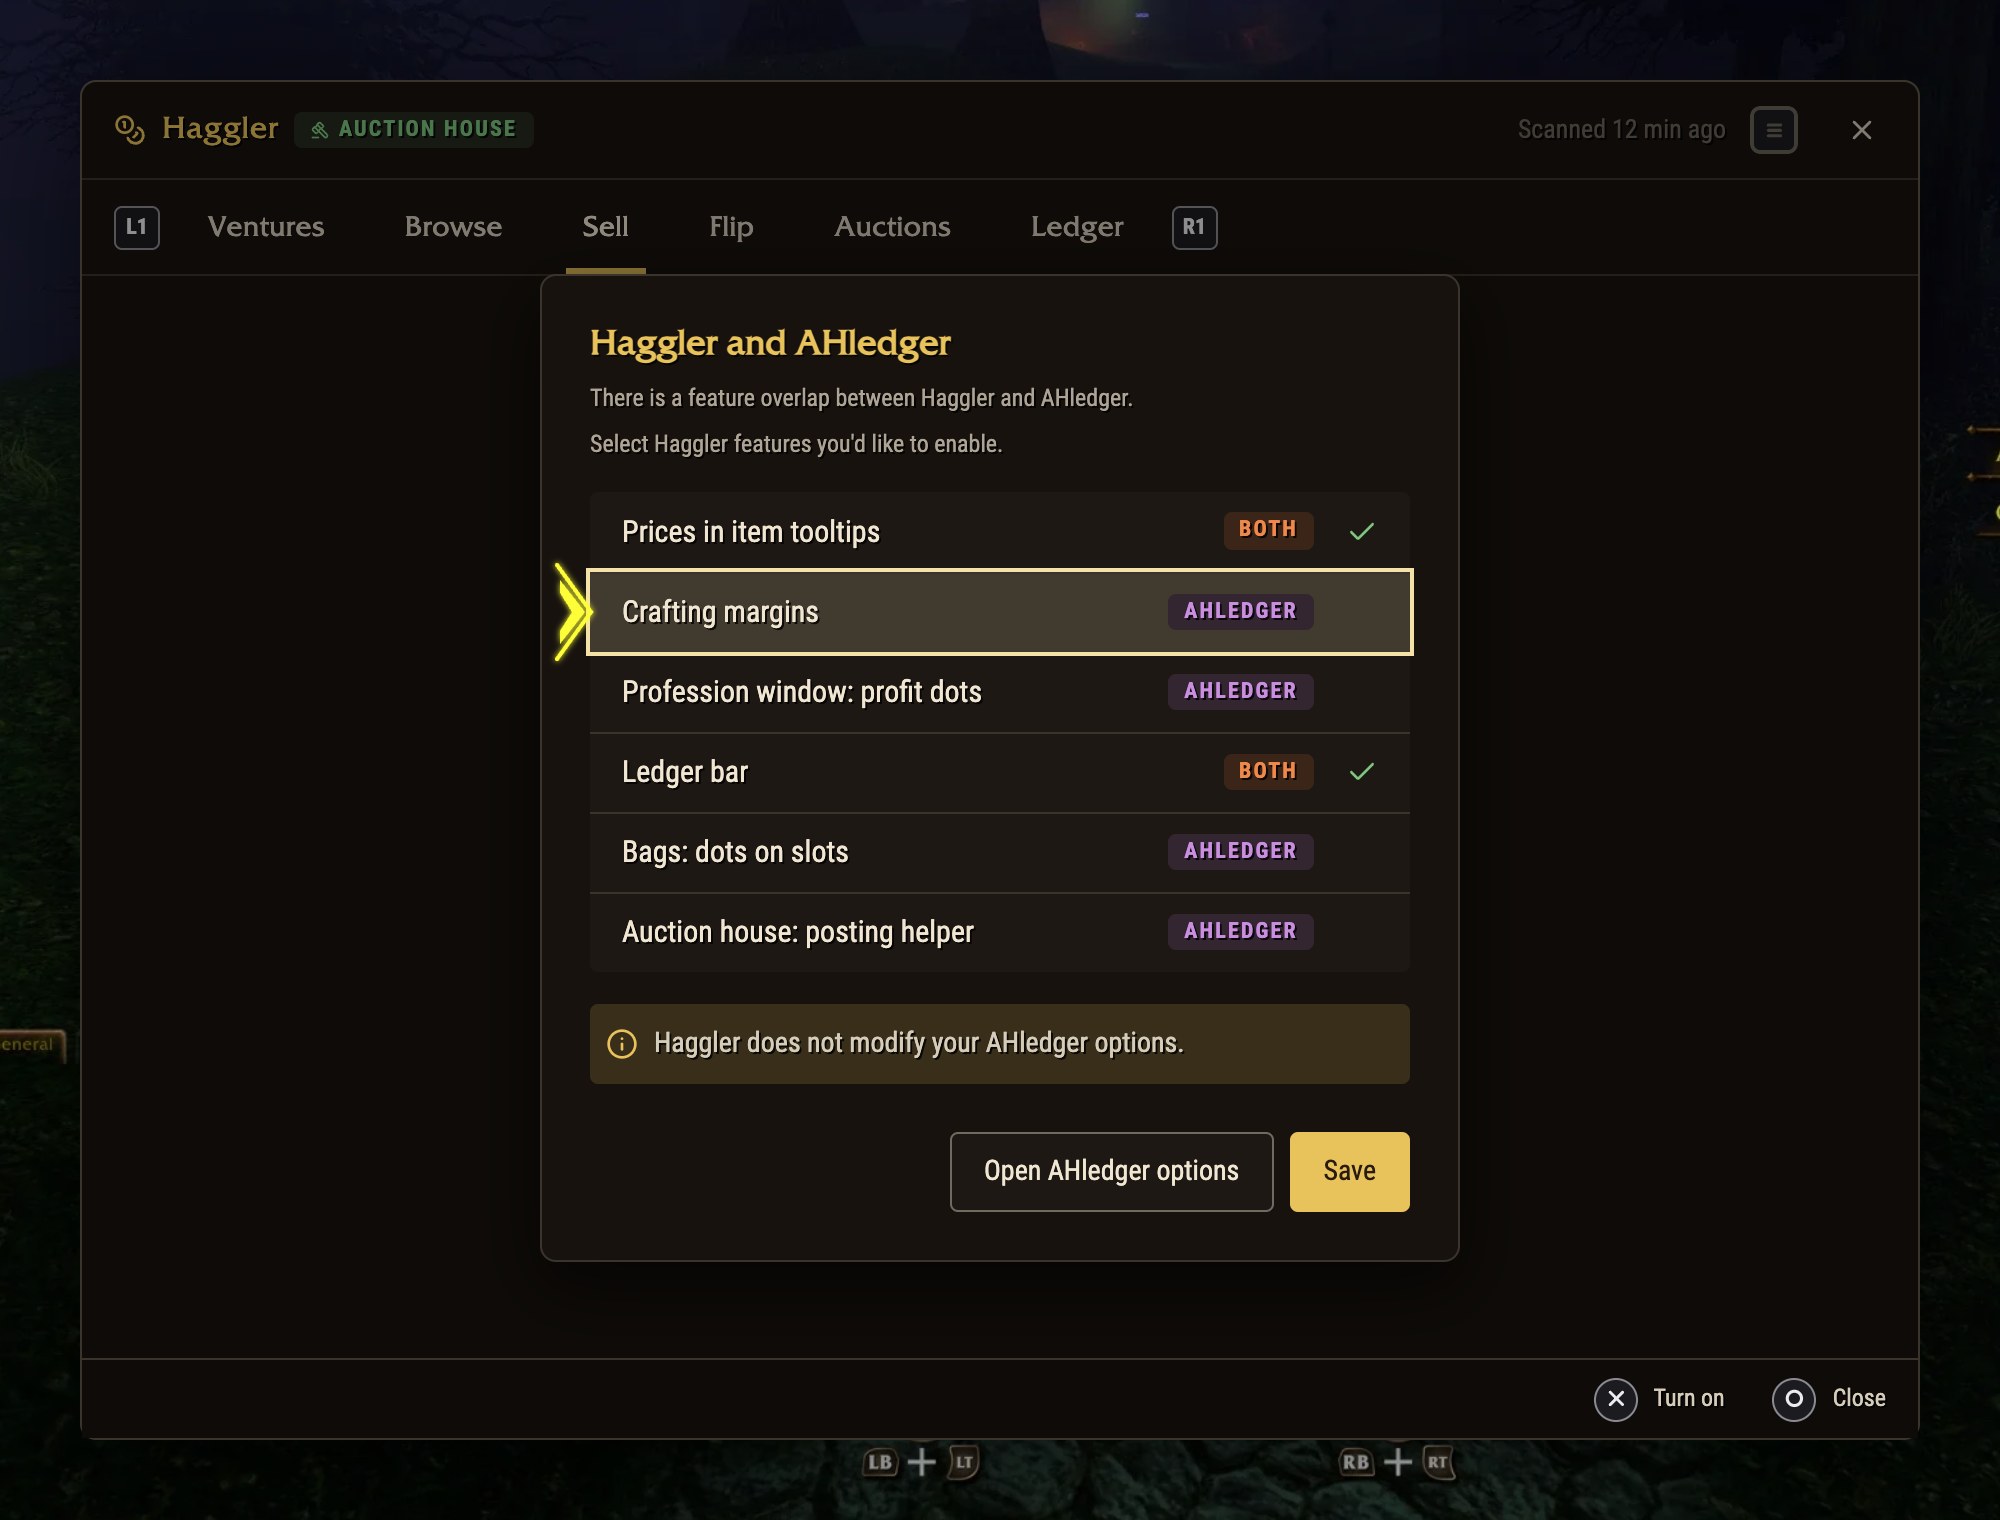 Haggler
AUCTION HOUSE
Scanned 12 min ago
L1
Ventures
Browse
Sell
Flip
Auctions
Ledger
R1
Haggler and AHledger
There is a feature overlap between Haggler and AHledger.
Select Haggler features you'd like to enable.
Prices in item tooltips
BOTH
Crafting margins
AHLEDGER
Profession window: profit dots
AHLEDGER
Ledger bar
BOTH
Bags: dots on slots
AHLEDGER
Auction house: posting helper
AHLEDGER
Haggler does not modify your AHledger options.
eneral
Open AHledger options
Save
Turn on
Close
LB + LT
RB + RT